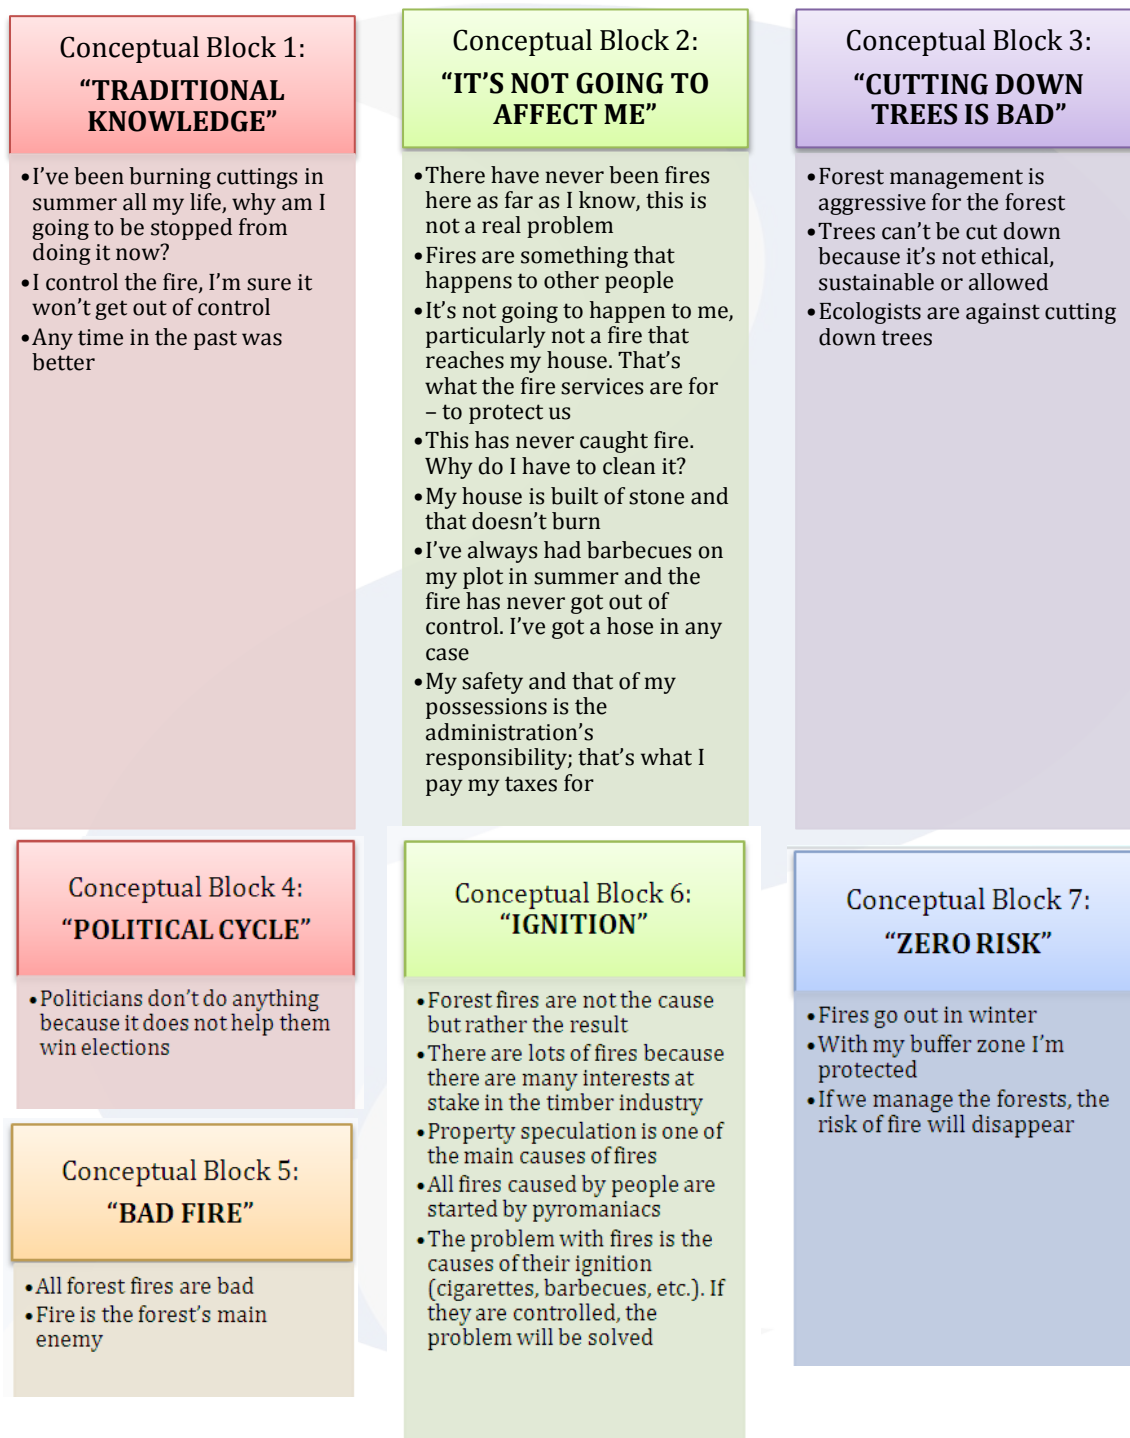 Conceptual Block 1:
“TRADITIONAL
KNOWLEDGE”
•I’ve been burning cuttings in
summer all my life, why am I
going to be stopped from
doing it now?
•I control the fire, I’m sure it
won’t get out of control
•Any time in the past was
better
Conceptual Block 2:
“IT’S NOT GOING TO
AFFECT ME”
•There have never been fires
here as far as I know, this is
not a real problem
•Fires are something that
happens to other people
•It’s not going to happen to me,
particularly not a fire that
reaches my house. That’s
what the fire services are for
– to protect us
•This has never caught fire.
Why do I have to clean it?
•My house is built of stone and
that doesn’t burn
•I’ve always had barbecues on
my plot in summer and the
fire has never got out of
control. I’ve got a hose in any
case
•My safety and that of my
possessions is the
administration’s
responsibility; that’s what I
pay my taxes for
Conceptual Block 3:
“CUTTING DOWN
TREES IS BAD”
•Forest management is
aggressive for the forest
•Trees can’t be cut down
because it’s not ethical,
sustainable or allowed
•Ecologists are against cutting
down trees
Conceptual Block 4:
“POLITICAL CYCLE”
•Politicians don’t do anything
because it does not help them
win elections
Conceptual Block 5:
“BAD FIRE”
•All forest fires are bad
•Fire is the forest’s main
enemy
Conceptual Block 6:
“IGNITION”
•Forest fires are not the cause
but rather the result
•There are lots of fires because
there are many interests at
stake in the timber industry
•Property speculation is one of
the main causes of fires
•All fires caused by people are
started by pyromaniacs
•The problem with fires is the
causes of their ignition
(cigarettes, barbecues, etc.). If
they are controlled, the
problem will be solved
Conceptual Block 7:
“ZERO RISK”
•Fires go out in winter
•With my buffer zone I’m
protected
•If we manage the forests, the
risk of fire will disappear